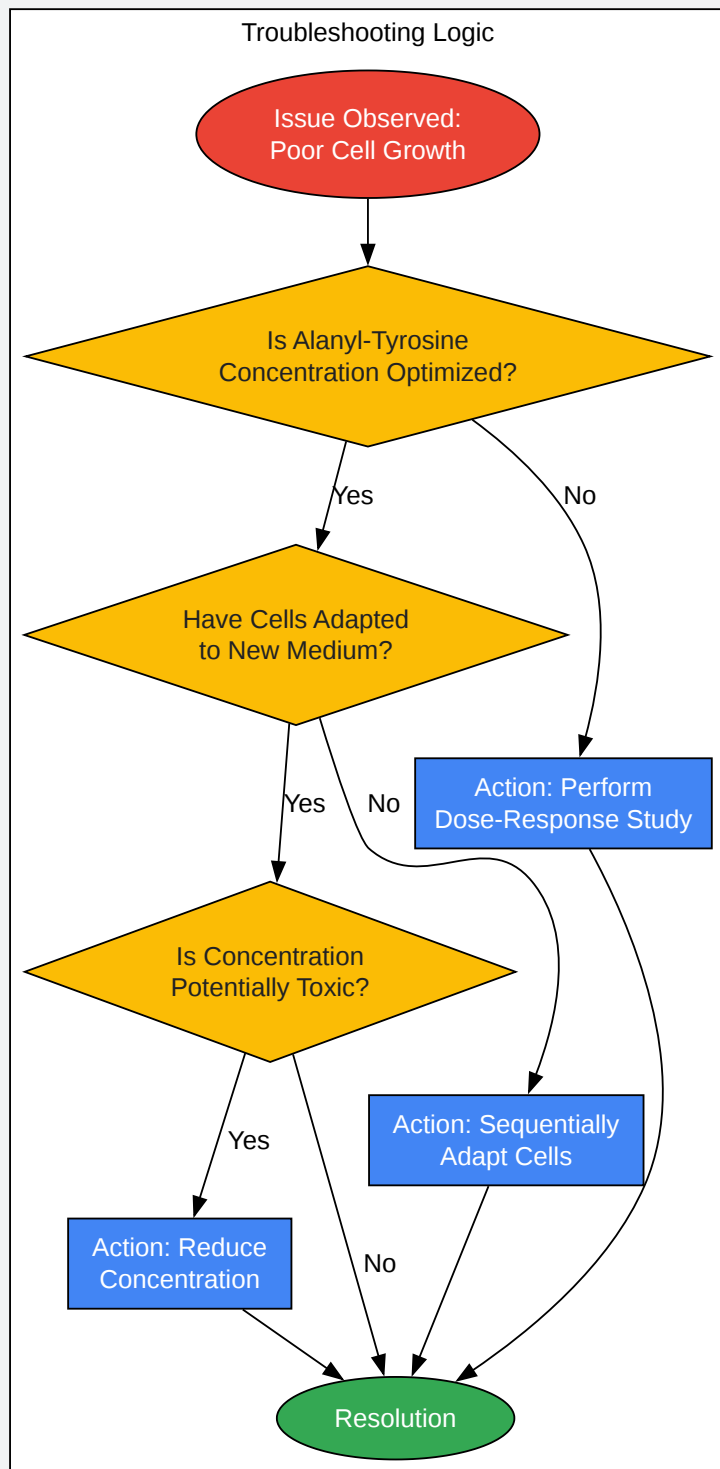 Troubleshooting Logic
Issue Observed:
Poor Cell Growth
Is Alanyl-Tyrosine
Concentration Optimized?
Yes
No
Have Cells Adapted
to New Medium?
Action: Perform
Dose-Response Study
Yes
No
Is Concentration
Potentially Toxic?
Action: Sequentially
Adapt Cells
Yes
No
Action: Reduce
Concentration
Resolution